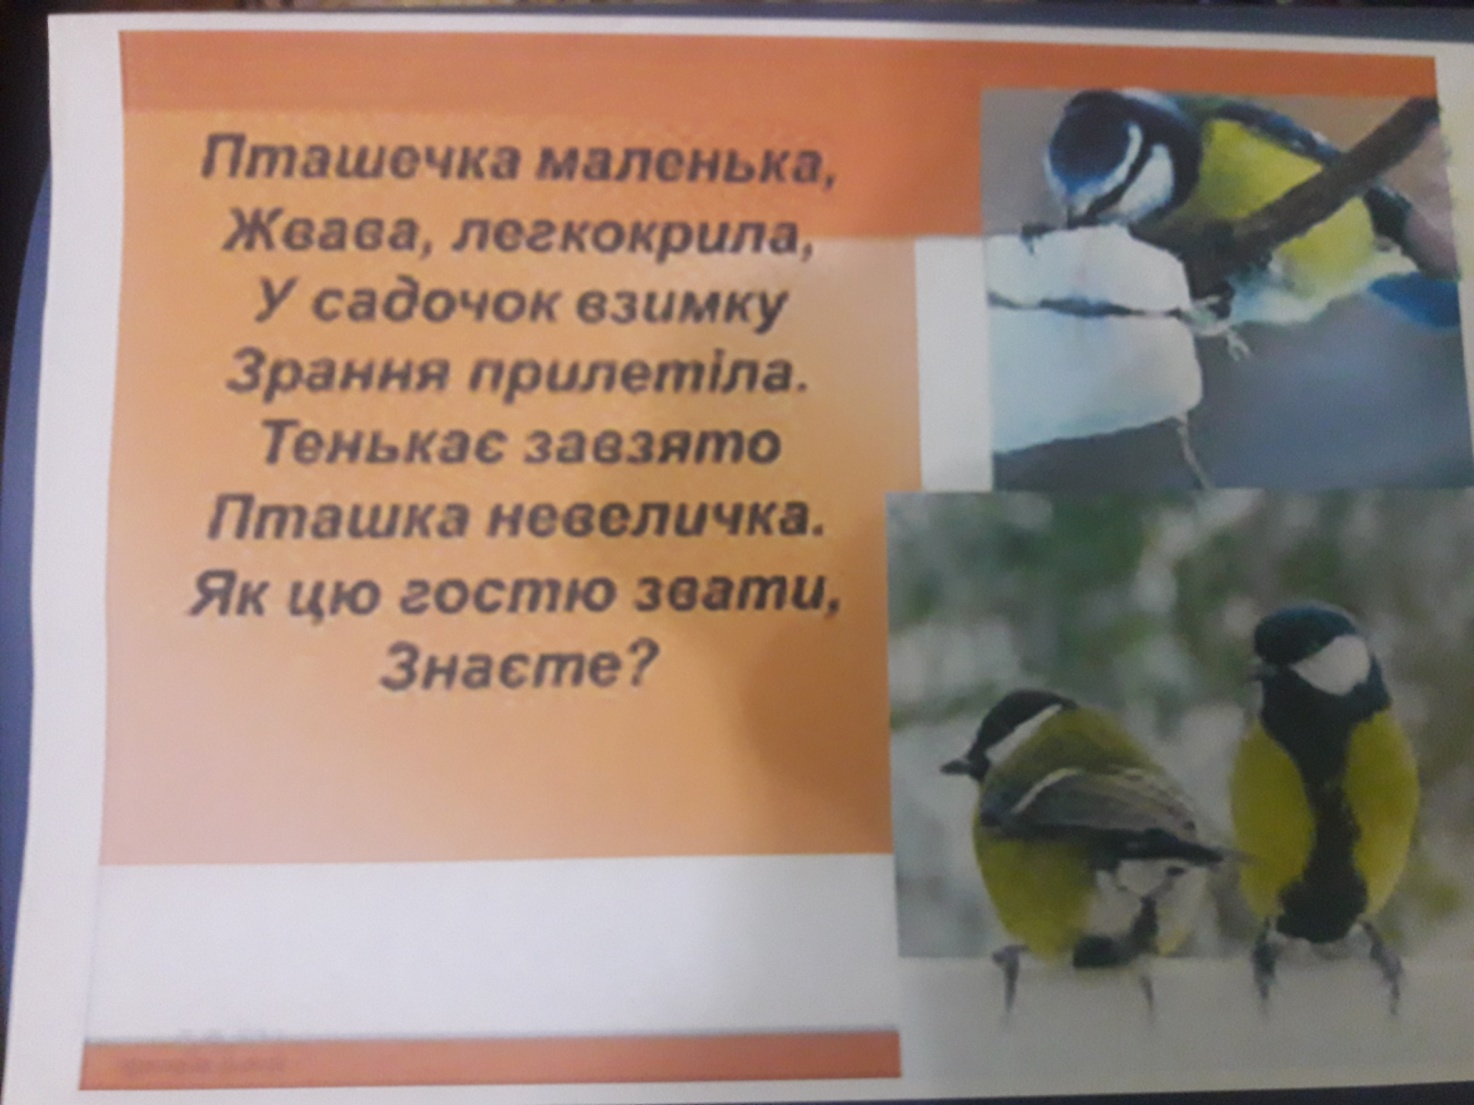 Пташечка маленька,
Жвава, легкокрила,
У садочок взимку
Зрання прилетіла.
Тенькає завзято
Пташка невеличка.
Як цю гостю звати,
Знаєте?